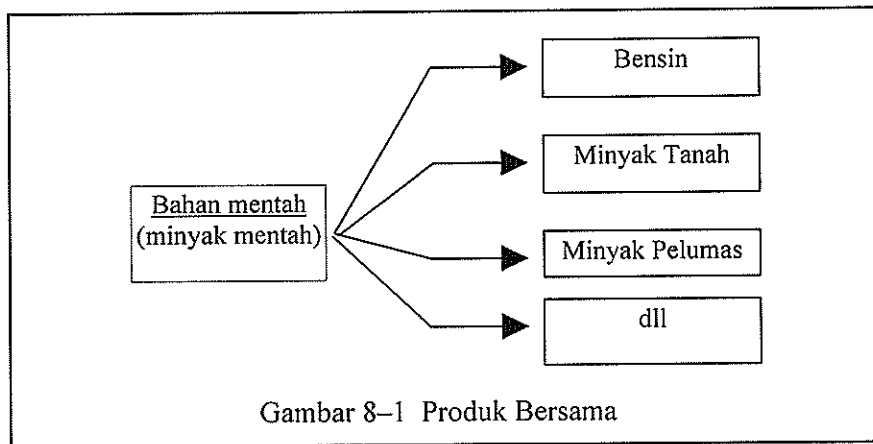 Bensin
Minyak Tanah
Bahan mentah
(minyak mentah)
Minyak Pelumas
dll
Gambar 8–1 Produk Bersama